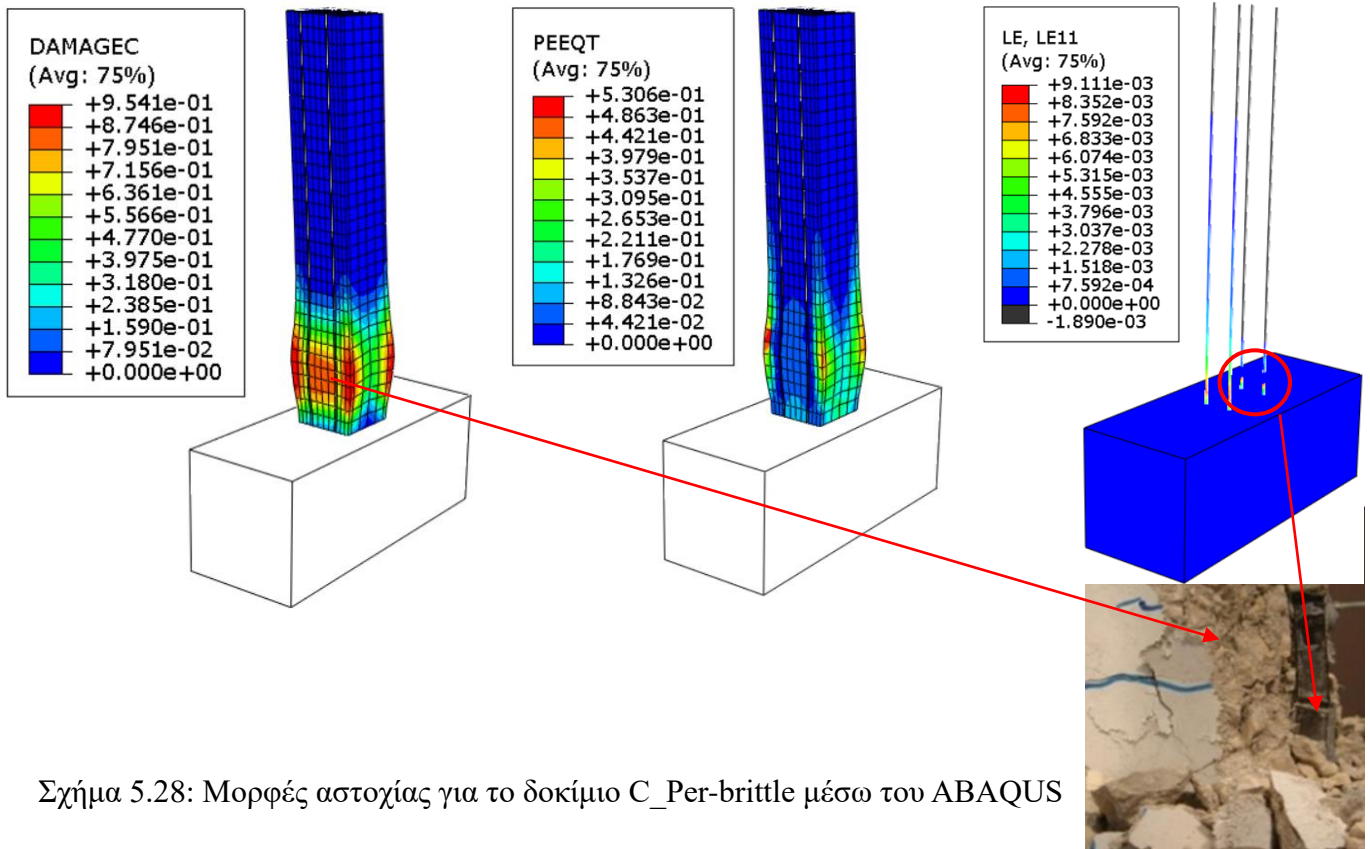 DAMAGEC
(Avg: 75%)
+9.541e-01
+8.746e-01
+7.951e-01
+7.156e-01
+6.361e-01
+5.566e-01
+4.770e-01
+3.975e-01
+3.180e-01
+2.385e-01
+1.590e-01
+7.951e-02
+0.000e+00
PEEQT
(Avg: 75%)
+5.306e-01
+4.863e-01
+4.421e-01
+3.979e-01
+3.537e-01
+3.095e-01
+2.653e-01
+2.211e-01
+1.769e-01
+1.326e-01
+8.843e-02
+4.421e-02
+0.000e+00
LE, LE11
(Avg: 75%)
+9.111e-03
+8.352e-03
+7.592e-03
+6.833e-03
+6.074e-03
+5.315e-03
+4.555e-03
+3.796e-03
+3.037e-03
+2.278e-03
+1.518e-03
+7.592e-04
+0.000e+00
-1.890e-03
Σχήμα 5.28: Μορφές αστοχίας για το δοκίμιο C_Per-brittle μέσω του ABAQUS